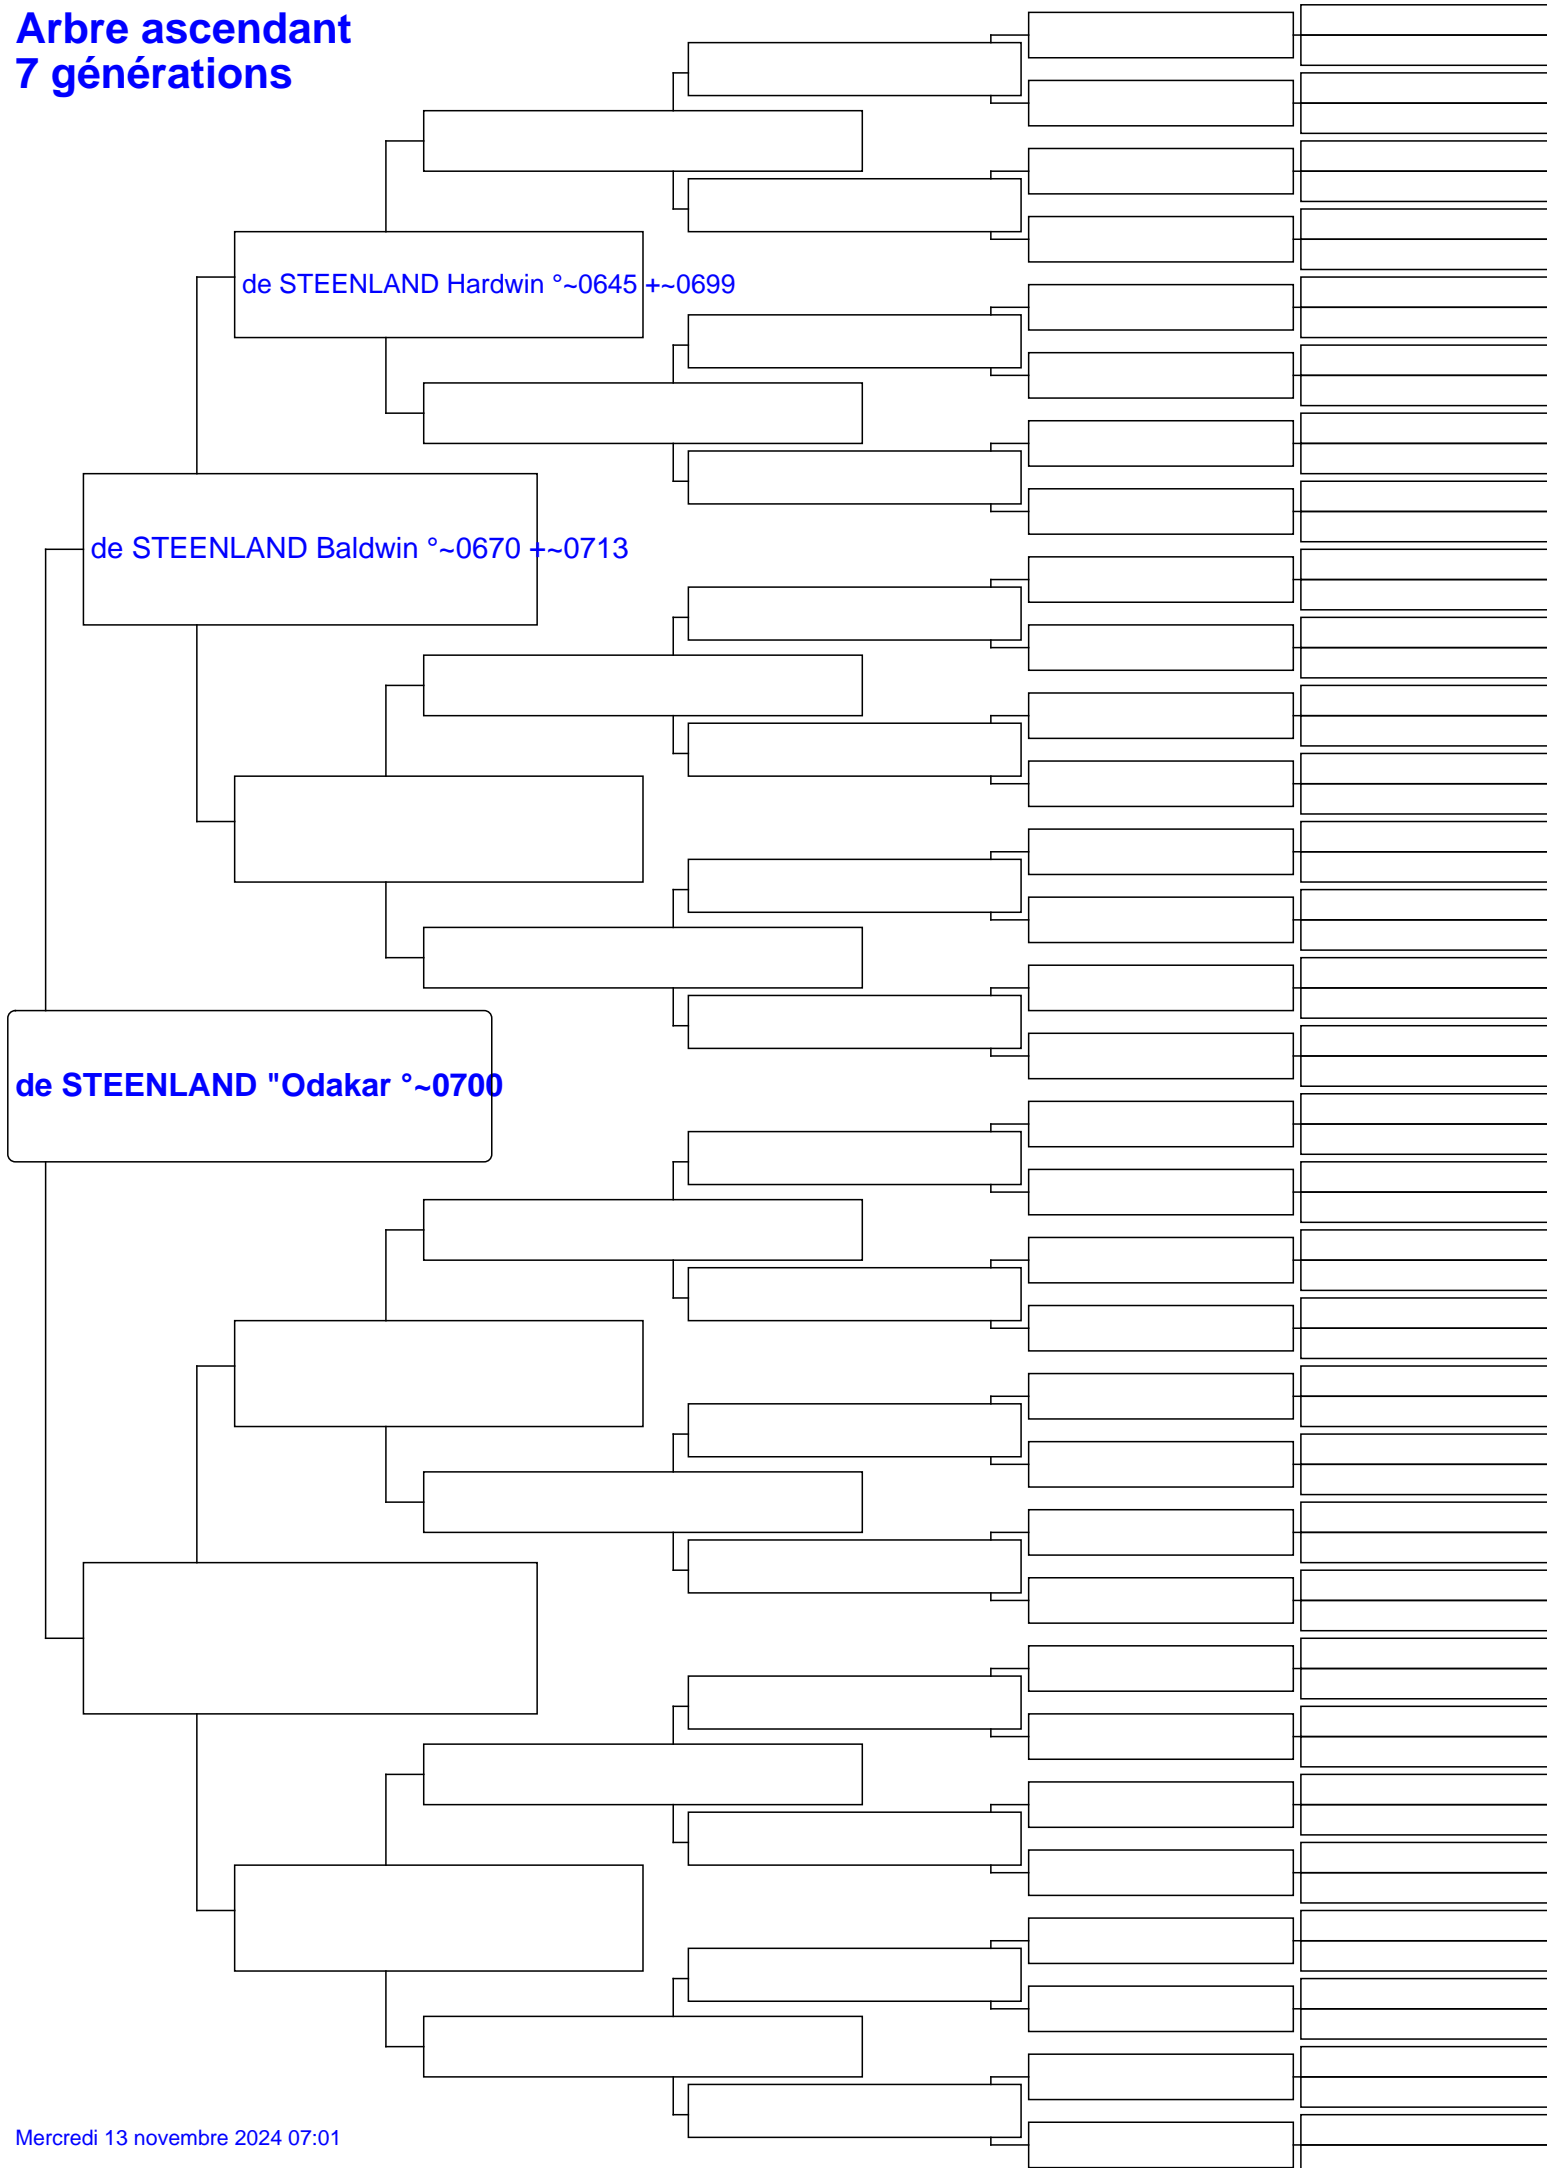 Arbre ascendant
7 générations
de STEENLAND Hardwin °~0645 +~0699
de STEENLAND Baldwin °~0670 +~0713
de STEENLAND "Odakar °~0700
Mercredi 13 novembre 2024 07:01